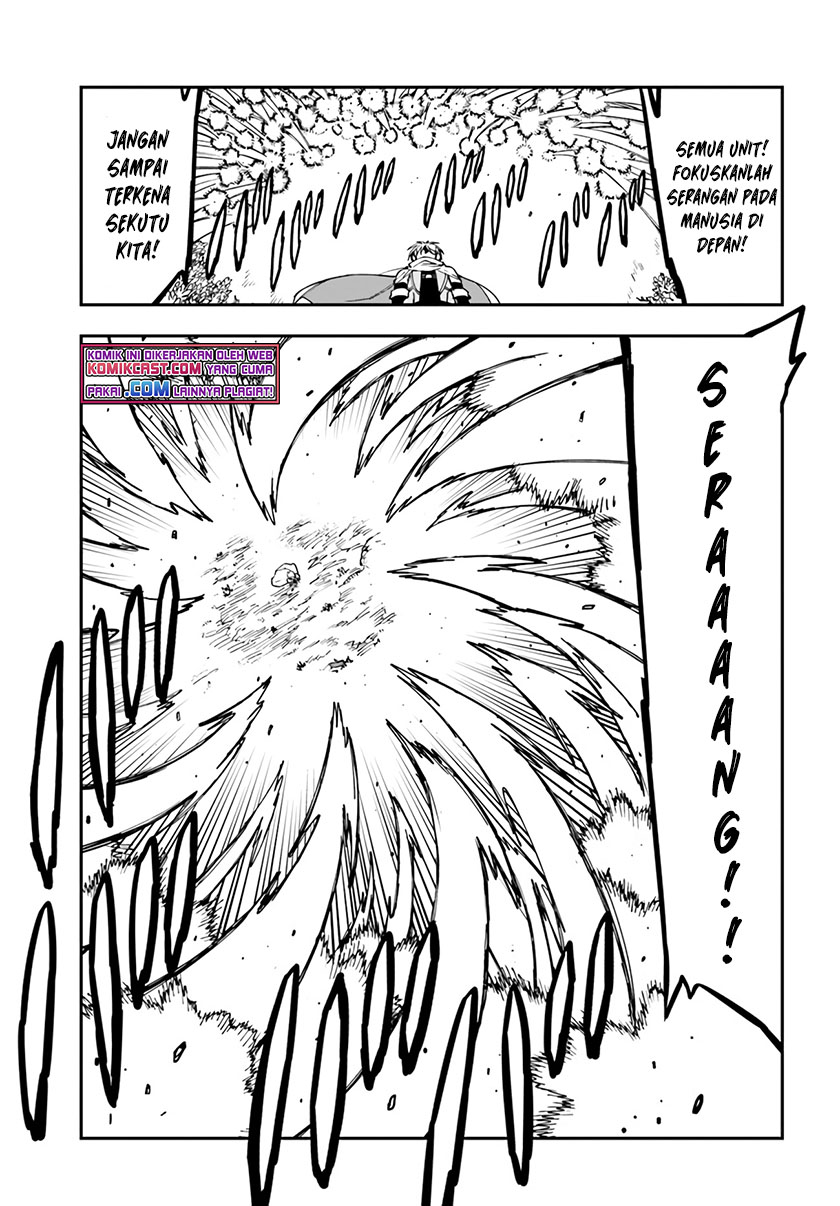 SEMUA UNIT!
FOKUSKANLAH
SERANGAN PADA
MANUSIA DI
DEPAN!
JANGAN
SAMPAI
TERKENA
SEKUTU
KITA!
KOMIK INI DIKERJAKAN OLEH WEB
KOMIKCAST.COM YANG CUMA
PAKAI .COM LAINNYA PLAGIAT!
SERAAAANG!!